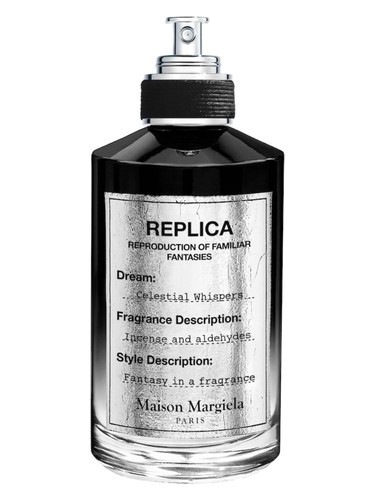 REPLICA
REPRODUCTION OF FAMILIAR
FANTASIES
Dream:
Celestial Whispers
Fragrance Description:
Incense and aldehydes
Style Description:
Fantasy in a fragrance
Maison Margiela
PARIS